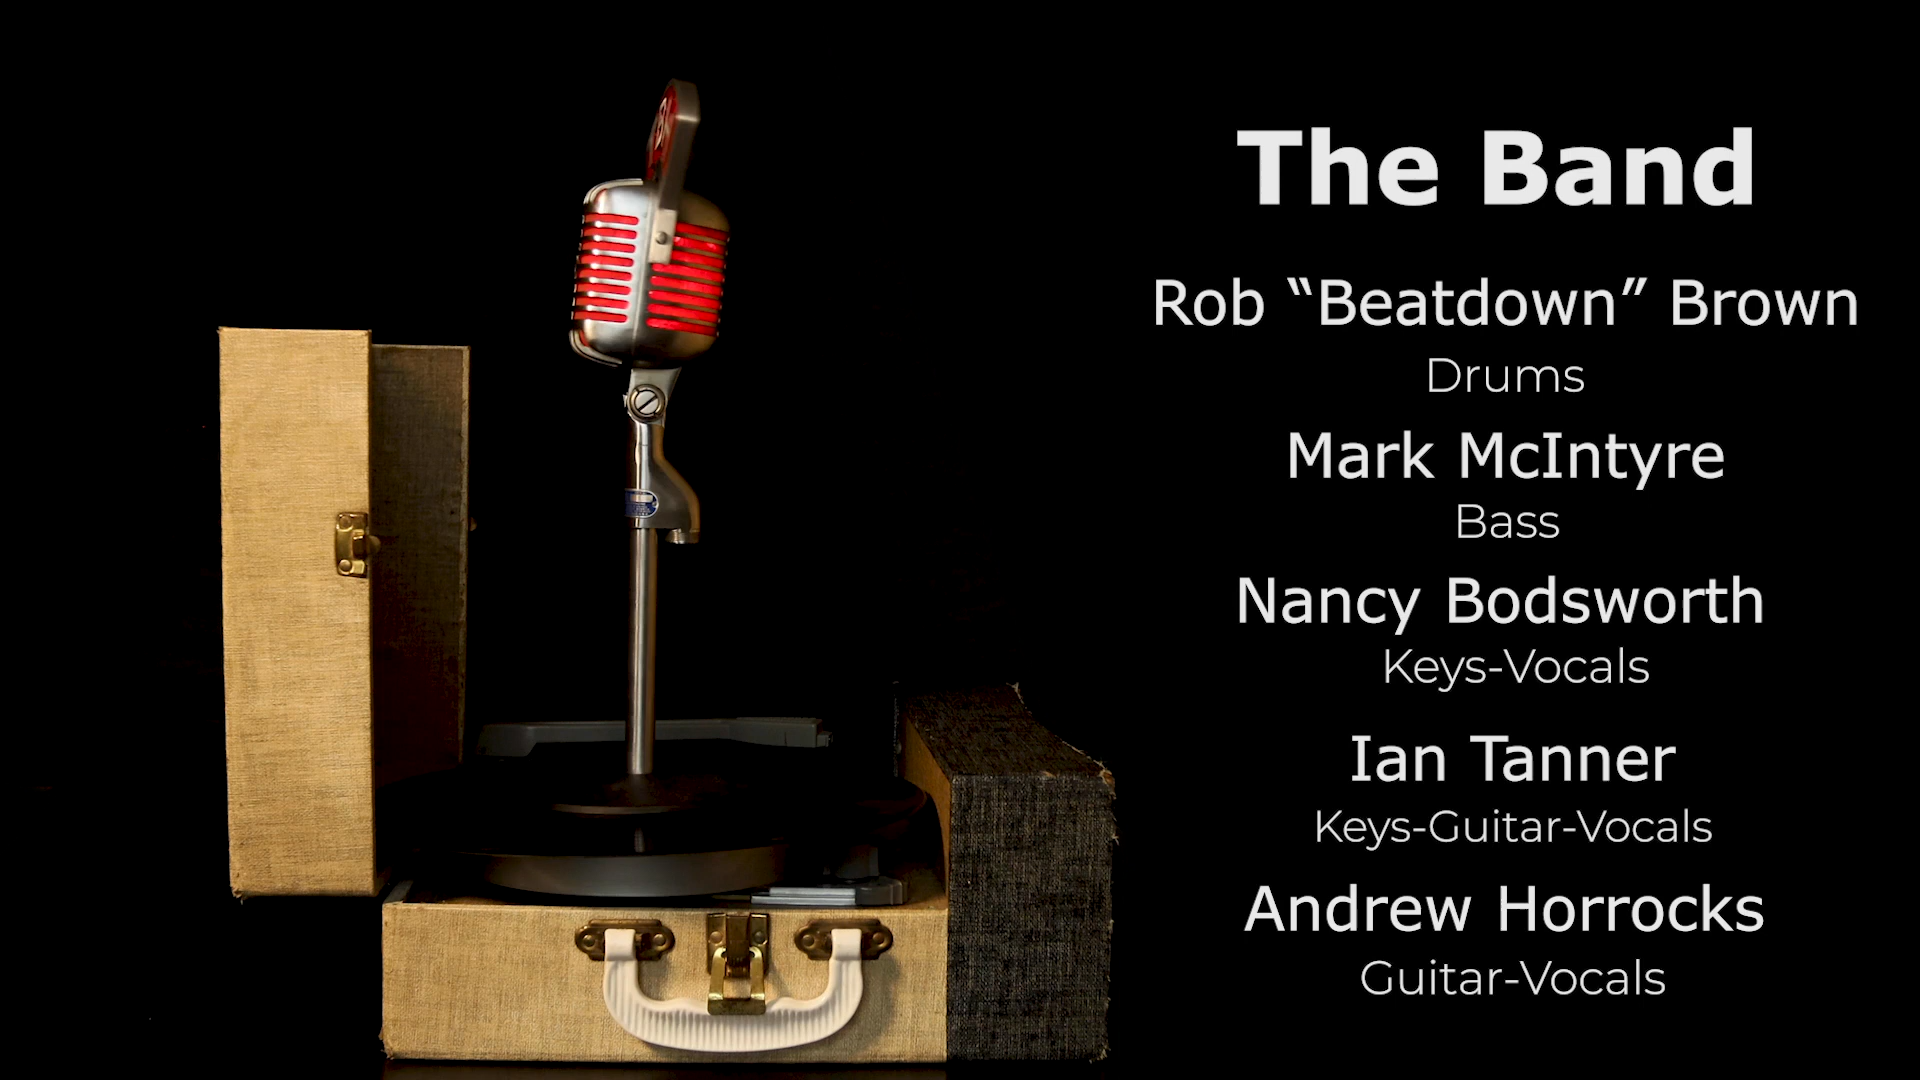 The Band
Rob “Beatdown” Brown
Drums
Mark McIntyre
Bass
Nancy Bodsworth
Keys-Vocals
Ian Tanner
Keys-Guitar-Vocals
Andrew Horrocks
Guitar-Vocals